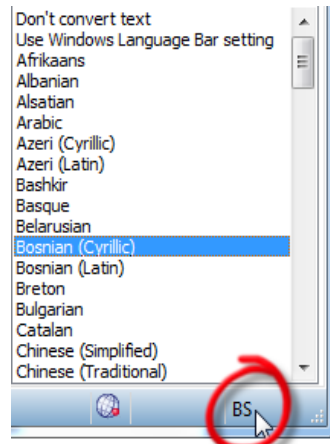 Don't convert text
Use Windows Language Bar setting
Afrikaans
Albanian
Alsatian
Arabic
Azeri (Cyrillic)
Azeri (Latin)
Bashkir
Basque
Belarusian
Bosnian (Cyrillic)
Bosnian (Latin)
Breton
Bulgarian
Catalan
Chinese (Simplified)
Chinese (Traditional)
BS